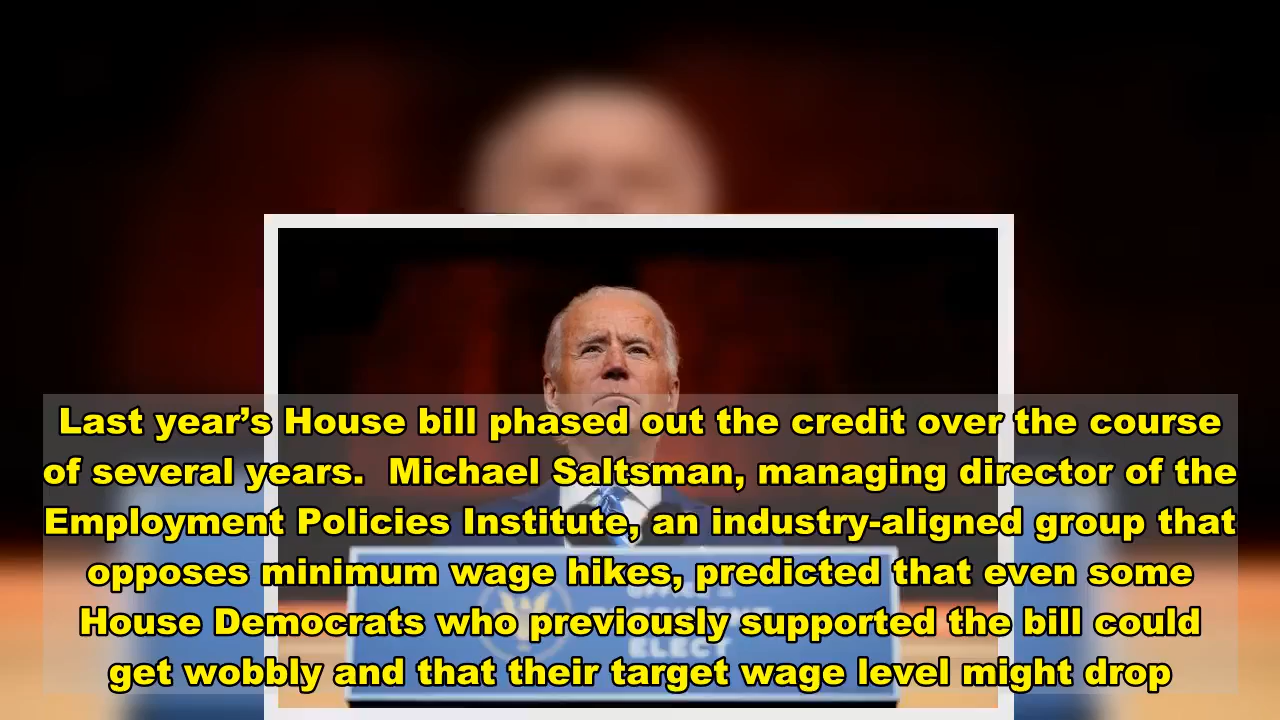 Last year’s House bill phased out the credit over the course
of several years.  Michael Saltsman, managing director of the
Employment Policies Institute, an industry-aligned group that
opposes minimum wage hikes, predicted that even some
House Democrats who previously supported the bill could
get wobbly and that their target wage level might drop
ELECT